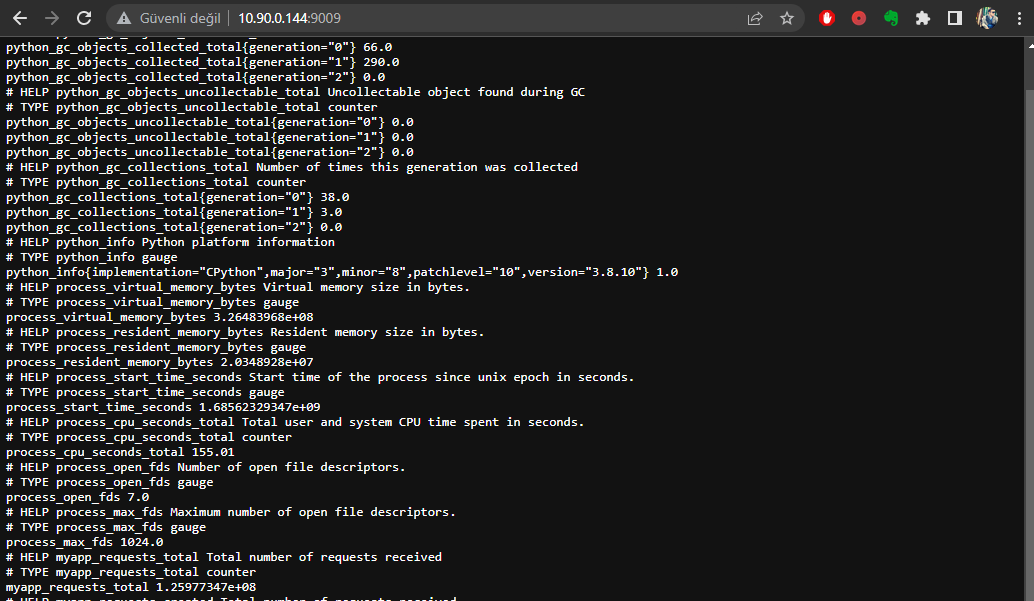 Güvenli değil
10.90.0.144:9009
python_gc_objects_collected_total{generation="0"} 66.0
python_gc_objects_collected_total{generation="1"} 290.0
python_gc_objects_collected_total{generation="2"} 0.0
# HELP python_gc_objects_uncollectable_total Uncollectable object found during GC
# TYPE python_gc_objects_uncollectable_total counter
python_gc_objects_uncollectable_total{generation="0"} 0.0
python_gc_objects_uncollectable_total{generation="1"} 0.0
python_gc_objects_uncollectable_total{generation="2"} 0.0
# HELP python_gc_collections_total Number of times this generation was collected
# TYPE python_gc_collections_total counter
python_gc_collections_total{generation="0"} 38.0
python_gc_collections_total{generation="1"} 3.0
python_gc_collections_total{generation="2"} 0.0
# HELP python_info Python platform information
# TYPE python_info gauge
python_info{implementation="CPython",major="3",minor="8",patchlevel="10",version="3.8.10"} 1.0
# HELP process_virtual_memory_bytes Virtual memory size in bytes.
# TYPE process_virtual_memory_bytes gauge
process_virtual_memory_bytes 3.26483968e+08
# HELP process_resident_memory_bytes Resident memory size in bytes.
# TYPE process_resident_memory_bytes gauge
process_resident_memory_bytes 2.0348928e+07
# HELP process_start_time_seconds Start time of the process since unix epoch in seconds.
# TYPE process_start_time_seconds gauge
process_start_time_seconds 1.68562329347e+09
# HELP process_cpu_seconds_total Total user and system CPU time spent in seconds.
# TYPE process_cpu_seconds_total counter
process_cpu_seconds_total 155.01
# HELP process_open_fds Number of open file descriptors.
# TYPE process_open_fds gauge
process_open_fds 7.0
# HELP process_max_fds Maximum number of open file descriptors.
# TYPE process_max_fds gauge
process_max_fds 1024.0
# HELP myapp_requests_total Total number of requests received
# TYPE myapp_requests_total counter
myapp_requests_total 1.25977347e+08
# HELP myapp_requests_created Total number of requests received